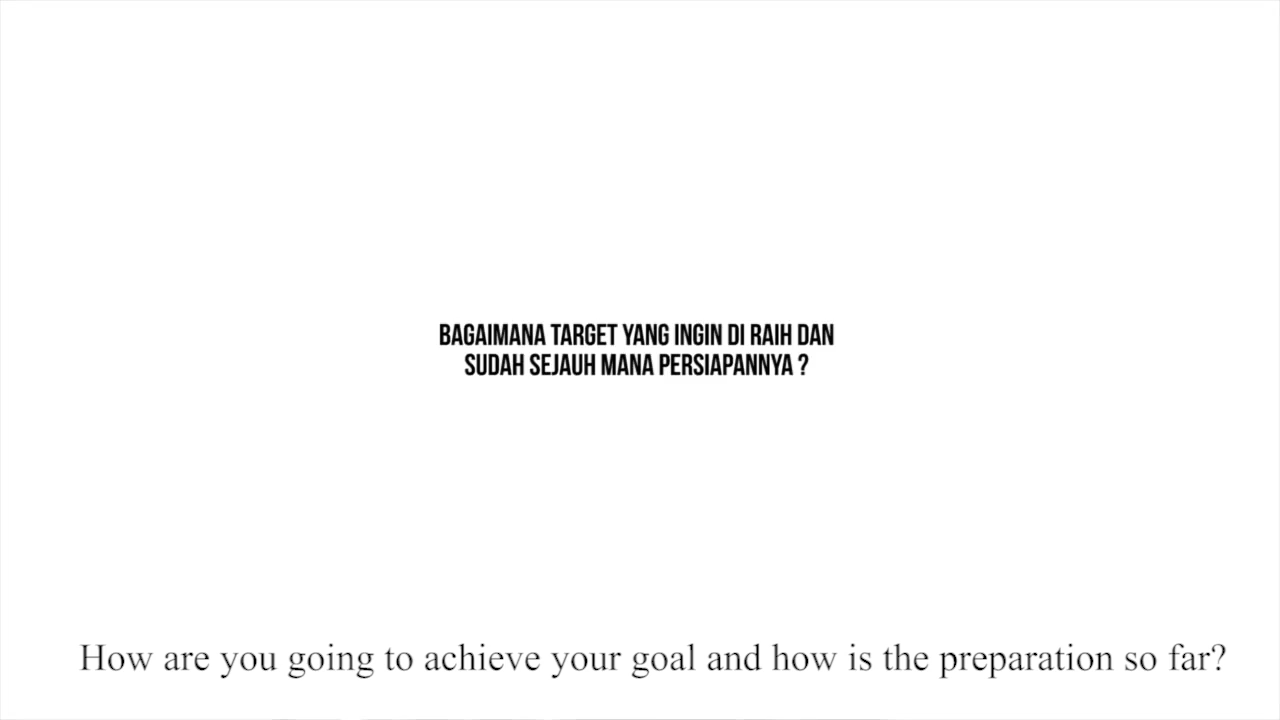 BAGAIMANA TARGET YANG INGIN DI RAIH DAN
SUDAH SEJAUH MANA PERSIAPANNYA ?
How are you going to achieve your goal and how is the preparation so far?